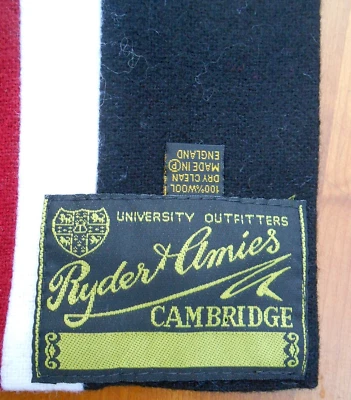 100% WOOL
DRY CLEAN
MADE IN Ⓟ
ENGLAND
UNIVERSITY OUTFITTERS
Ryder & Amies
CAMBRIDGE